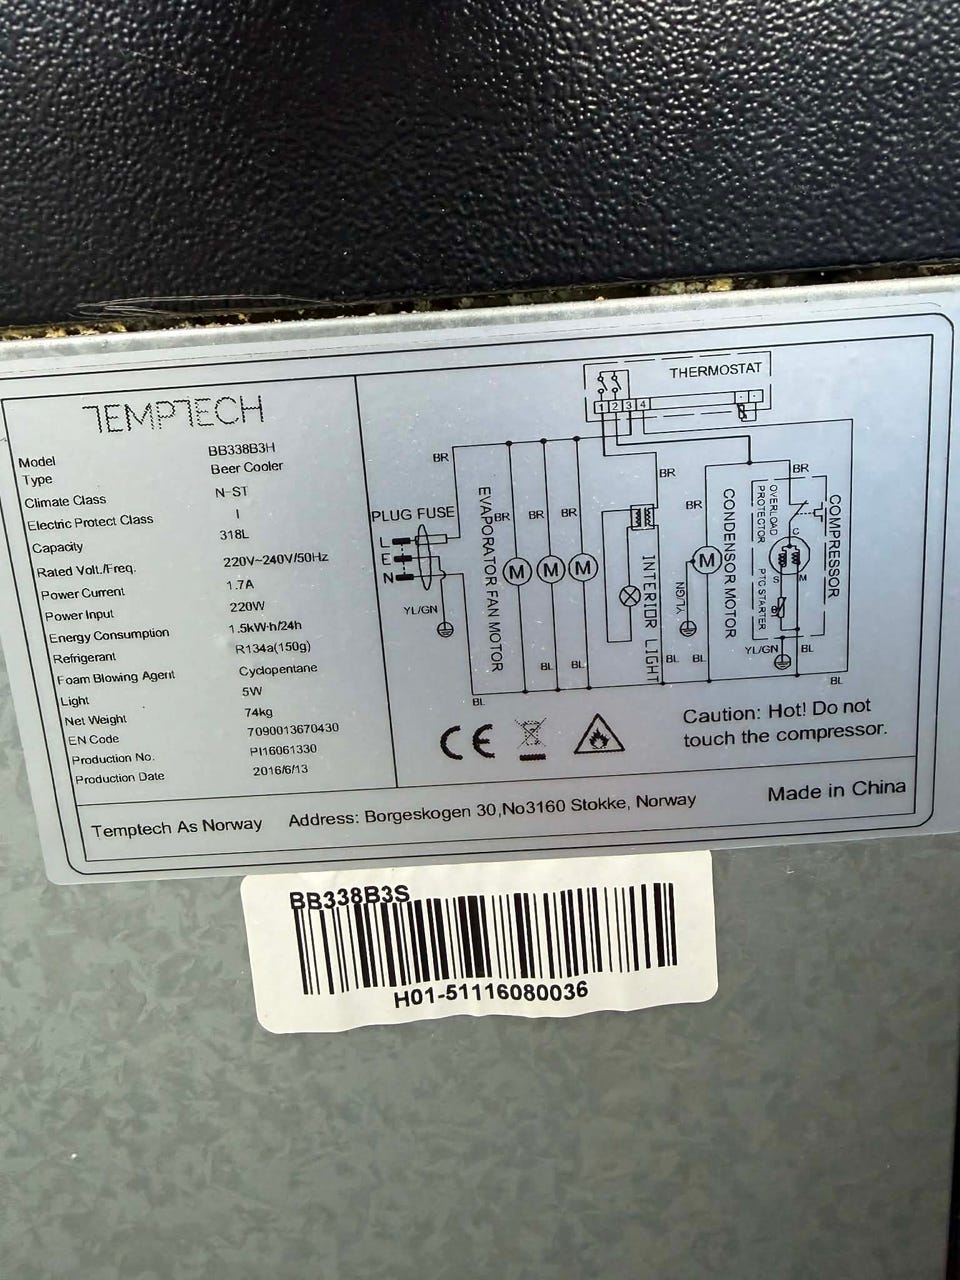 TEMPTECH
Model BB338B3H
Type Beer Cooler
Climate Class N-ST
Electric Protect Class I
Capacity 318L
Rated Volt./Freq. 220V~240V/50Hz
Power Current 1.7A
Power Input 220W
Energy Consumption 1.5kW·h/24h
Refrigerant R134a(150g)
Foam Blowing Agent Cyclopentane
Light 5W
Net Weight 74kg
EN Code 7090013670430
Production No. PI16061330
Production Date 2016/6/13
THERMOSTAT
1 2 3 4
BR
BR
BR
PLUG FUSE
L
E
N
YL/GN
EVAPORATOR FAN MOTOR
BR
BR
BR
M
M
M
BL
BL
BL
INTERIOR LIGHT
BL
BR
M
YL/GN
CONDENSOR MOTOR
BL
OVERLOAD PROTECTOR
C
S
M
θ
PTC STARTER
COMPRESSOR
YL/GN
BL
BL
CE
Caution: Hot! Do not
touch the compressor.
Temptech As Norway Address: Borgeskogen 30,No3160 Stokke, Norway Made in China
BB338B3S
H01-51116080036